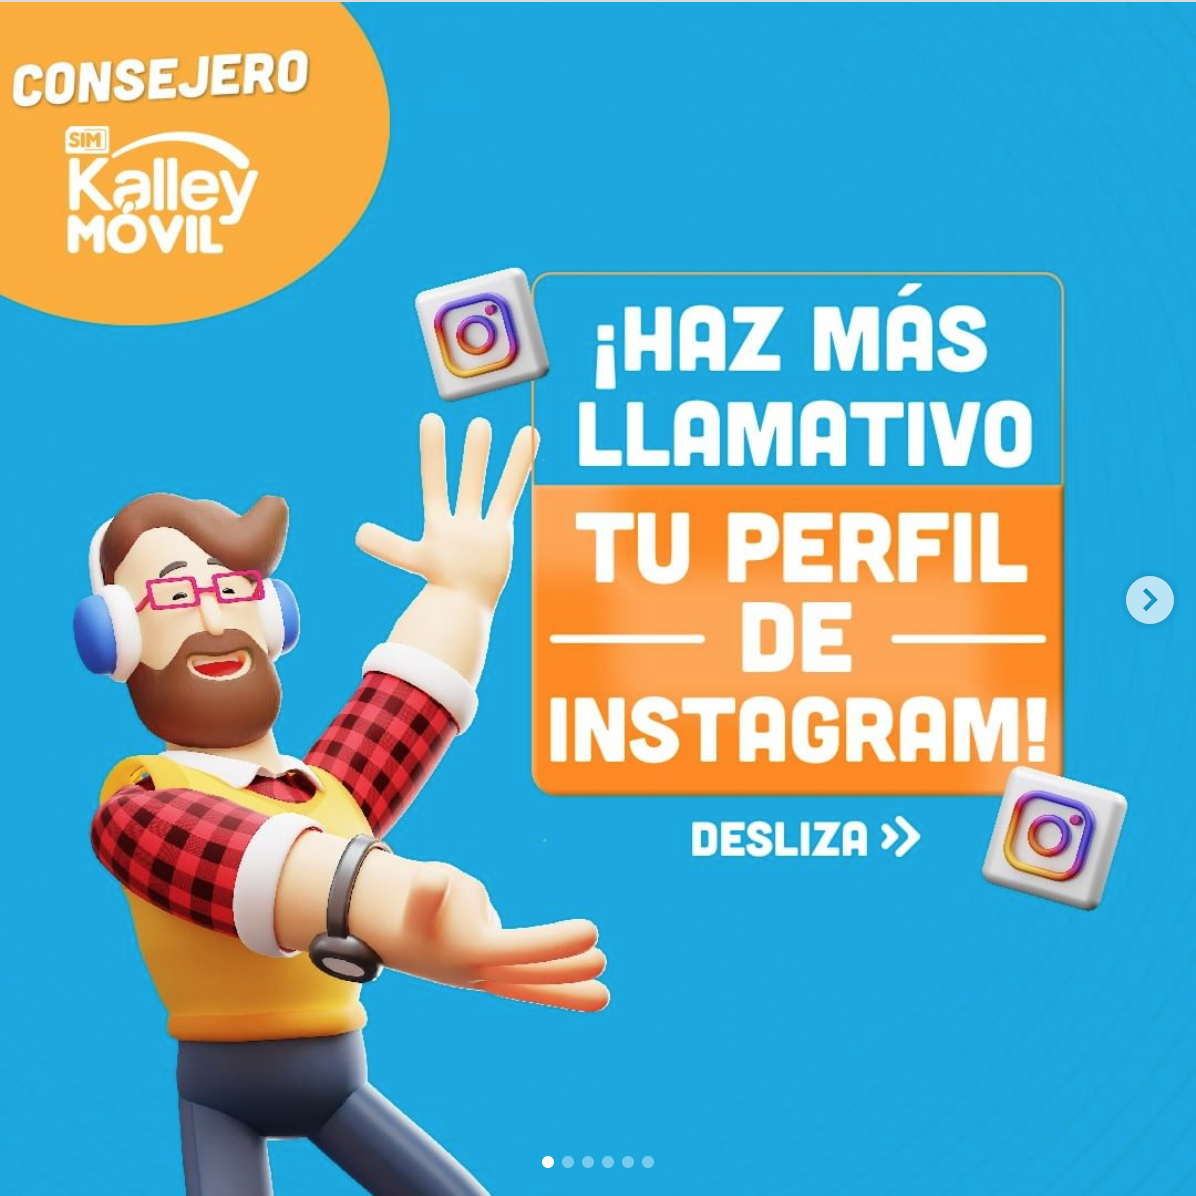 CONSEJERO
SIM
Kalley
MÓVIL
¡HAZ MÁS
LLAMATIVO
TU PERFIL
DE
INSTAGRAM!
DESLIZA »